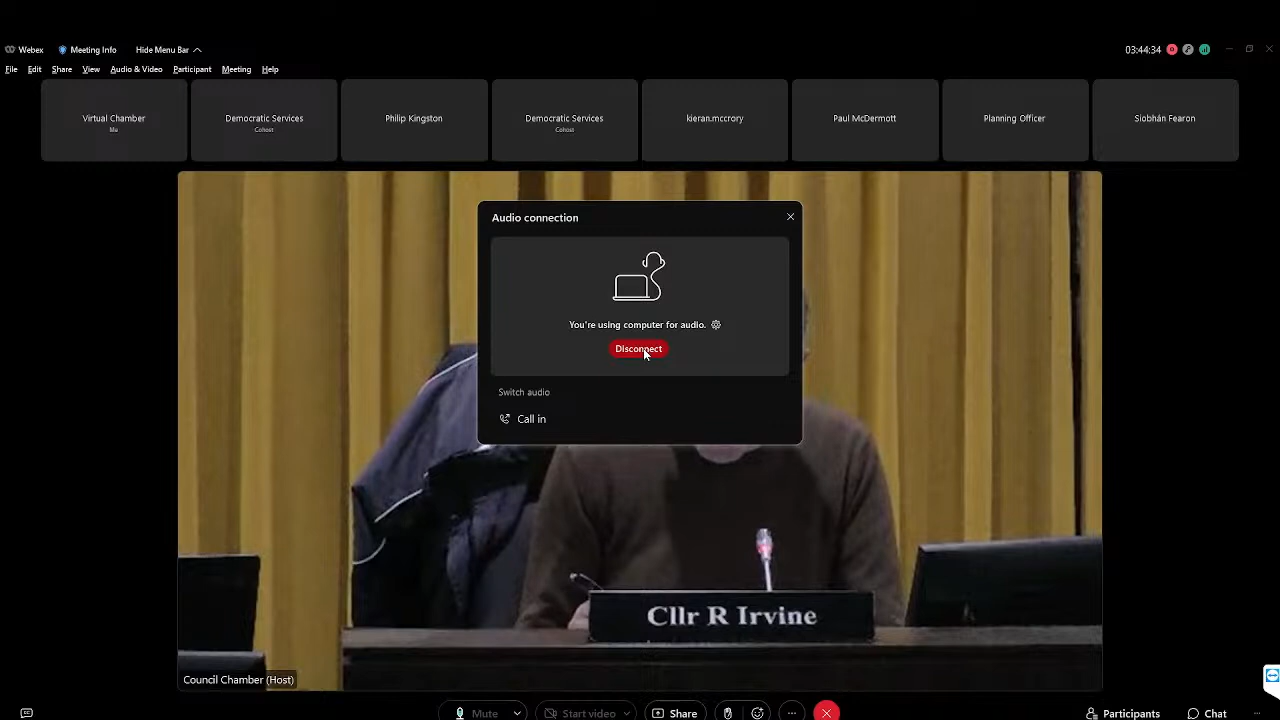 Webex Meeting Info Hide Menu Bar 03:44:34
File Edit Share View Audio & Video Participant Meeting Help
Virtual Chamber
Me
Democratic Services
Cohost
Philip Kingston
Democratic Services
Cohost
kieran.mccrory
Paul McDermott
Planning Officer
Siobhán Fearon
Audio connection
You're using computer for audio.
Disconnect
Switch audio
Call in
Cllr R Irvine
Council Chamber (Host)
Mute Start video Share Participants Chat